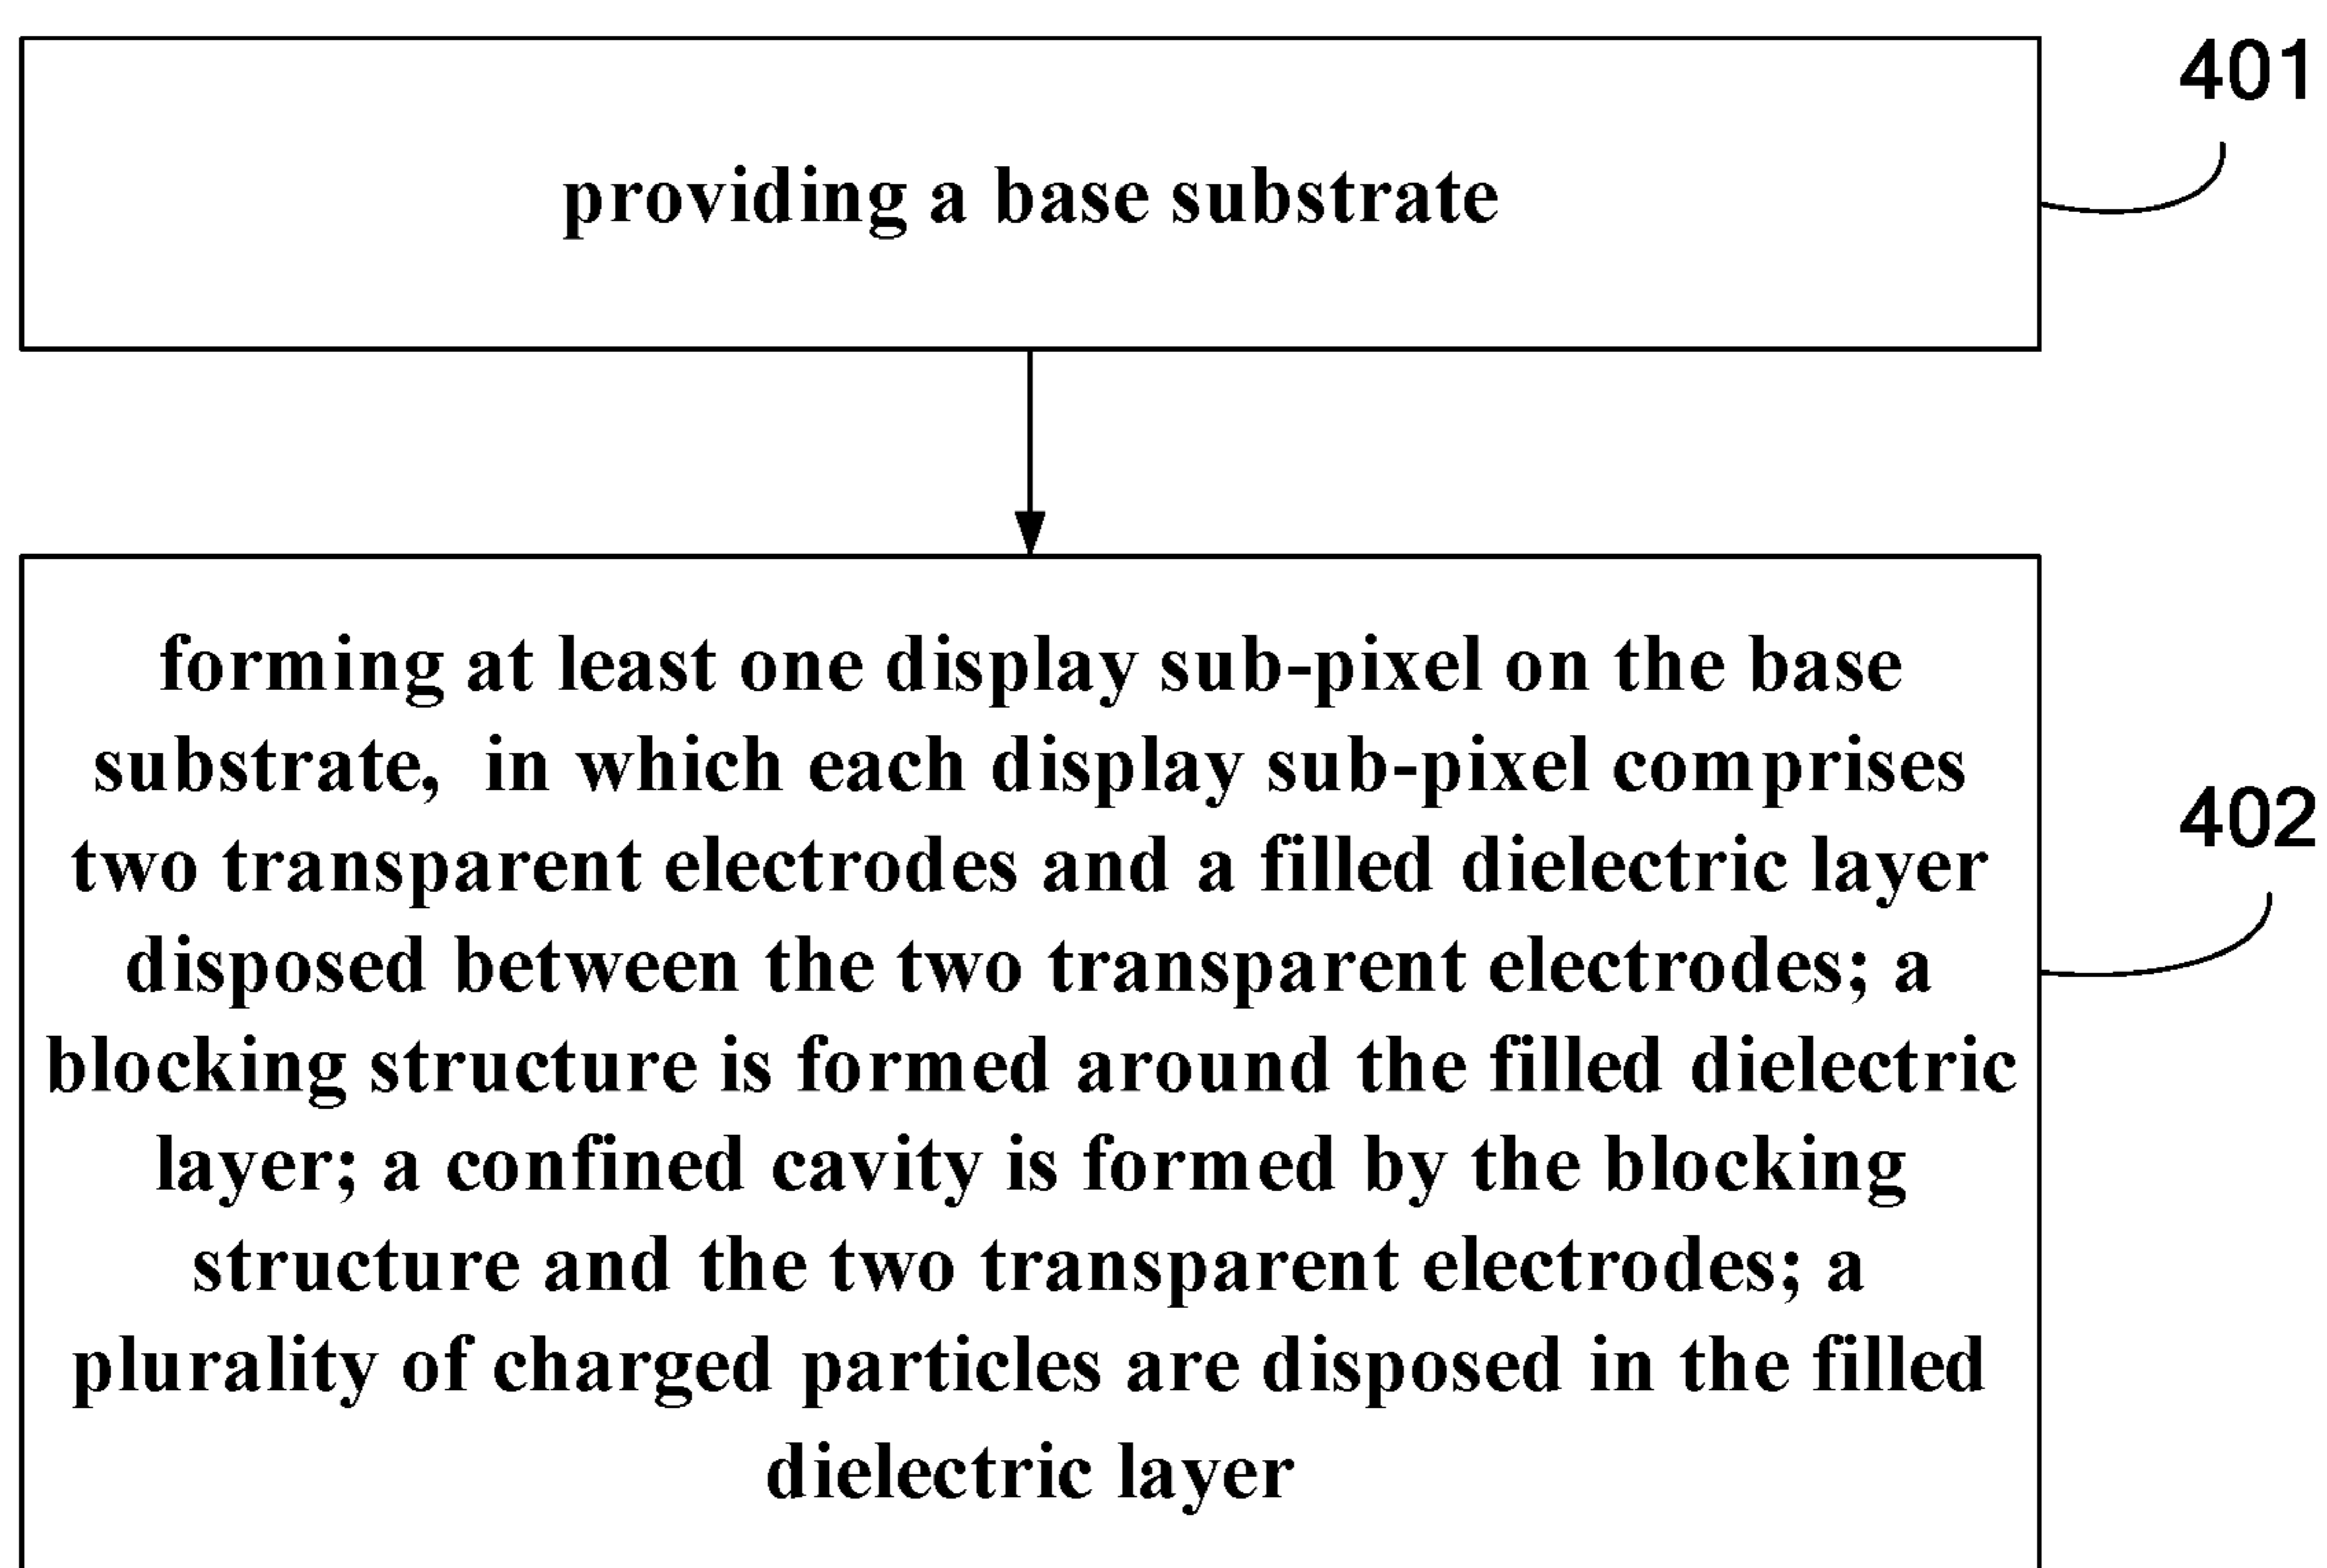 401
providing a base substrate
forming at least one display sub-pixel on the base
substrate, in which each display sub-pixel comprises
two transparent electrodes and a filled dielectric layer
disposed between the two transparent electrodes; a
blocking structure is formed around the filled dielectric
layer; a confined cavity is formed by the blocking
structure and the two transparent electrodes; a
plurality of charged particles are disposed in the filled
dielectric layer
402